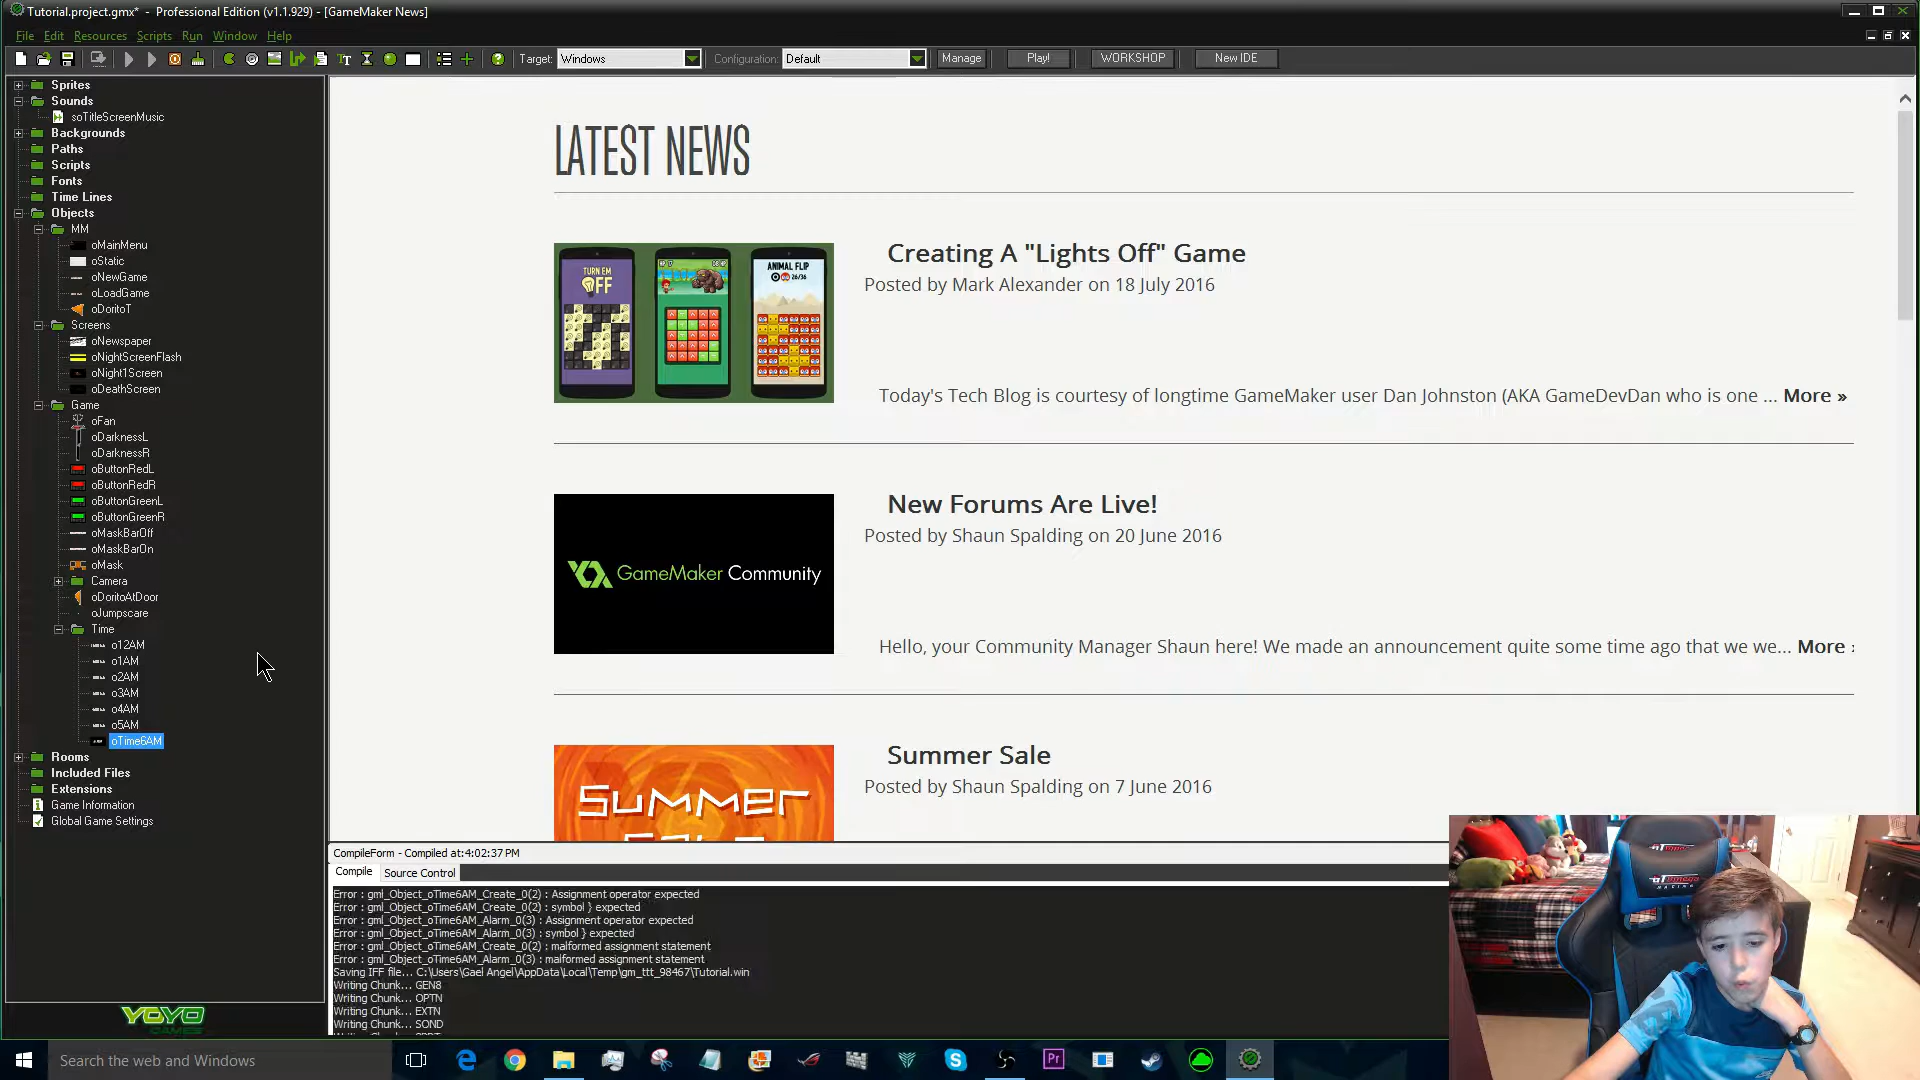 Tutorial.project.gmx* - Professional Edition (v1.1.929) - [GameMaker News]
File Edit Resources Scripts Run Window Help
Target: Windows Configuration: Default Manage Play! WORKSHOP New IDE
Sprites
Sounds
soTitleScreenMusic
Backgrounds
Paths
Scripts
Fonts
Time Lines
Objects
MM
oMainMenu
oStatic
oNewGame
oLoadGame
oDoritoT
Screens
oNewspaper
oNightScreenFlash
oNight1Screen
oDeathScreen
Game
oFan
oDarknessL
oDarknessR
oButtonRedL
oButtonRedR
oButtonGreenL
oButtonGreenR
oMaskBarOff
oMaskBarOn
oMask
Camera
oDoritoAtDoor
oJumpscare
Time
o12AM
o1AM
o2AM
o3AM
o4AM
o5AM
oTime6AM
Rooms
Included Files
Extensions
Game Information
Global Game Settings
YOYO
GAMES
LATEST NEWS
TURN EM
OFF
ANIMAL FLIP
26/36
Creating A "Lights Off" Game
Posted by Mark Alexander on 18 July 2016
Today's Tech Blog is courtesy of longtime GameMaker user Dan Johnston (AKA GameDevDan who is one ... More »
GameMaker Community
New Forums Are Live!
Posted by Shaun Spalding on 20 June 2016
Hello, your Community Manager Shaun here! We made an announcement quite some time ago that we we... More
SUMMER
Summer Sale
Posted by Shaun Spalding on 7 June 2016
CompileForm - Compiled at:4:02:37 PM
Compile Source Control
Error : gml_Object_oTime6AM_Create_0(2) : Assignment operator expected
Error : gml_Object_oTime6AM_Create_0(2) : symbol } expected
Error : gml_Object_oTime6AM_Alarm_0(3) : Assignment operator expected
Error : gml_Object_oTime6AM_Alarm_0(3) : symbol } expected
Error : gml_Object_oTime6AM_Create_0(2) : malformed assignment statement
Error : gml_Object_oTime6AM_Alarm_0(3) : malformed assignment statement
Saving IFF file... C:\Users\Gael Angel\AppData\Local\Temp\gm_ttt_98467\Tutorial.win
Writing Chunk... GEN8
Writing Chunk... OPTN
Writing Chunk... EXTN
Writing Chunk... SOND
Search the web and Windows
Pr